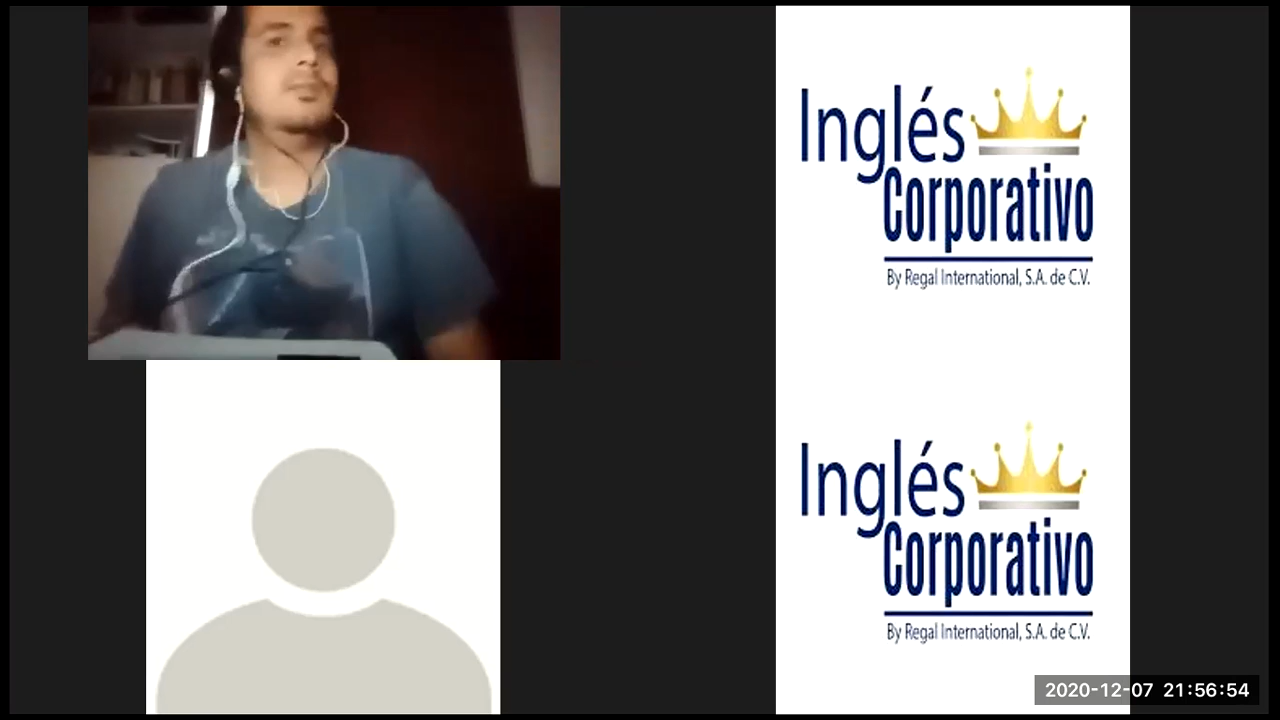 Inglés
Corporativo
By Regal International, S.A. de C.V.
Inglés
Corporativo
By Regal International, S.A. de C.V.
2020-12-07 21:56:54